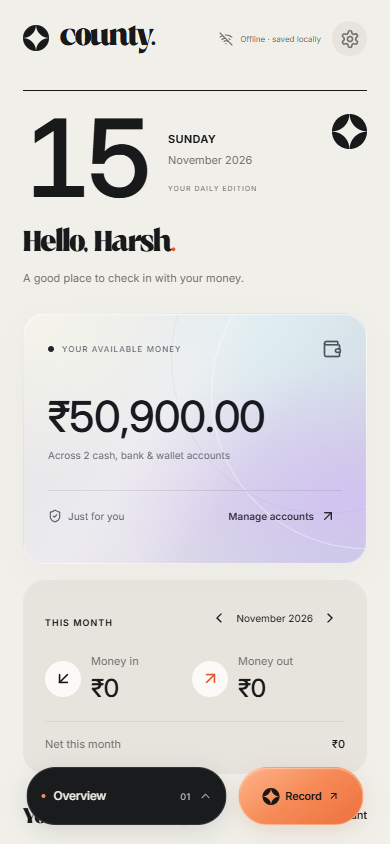 county.
Offline · saved locally
15
SUNDAY
November 2026
YOUR DAILY EDITION
Hello, Harsh.
A good place to check in with your money.
YOUR AVAILABLE MONEY
₹50,900.00
Across 2 cash, bank & wallet accounts
Just for you
Manage accounts
THIS MONTH
November 2026
Money in
₹0
Money out
₹0
Net this month
₹0
Overview
01
Record